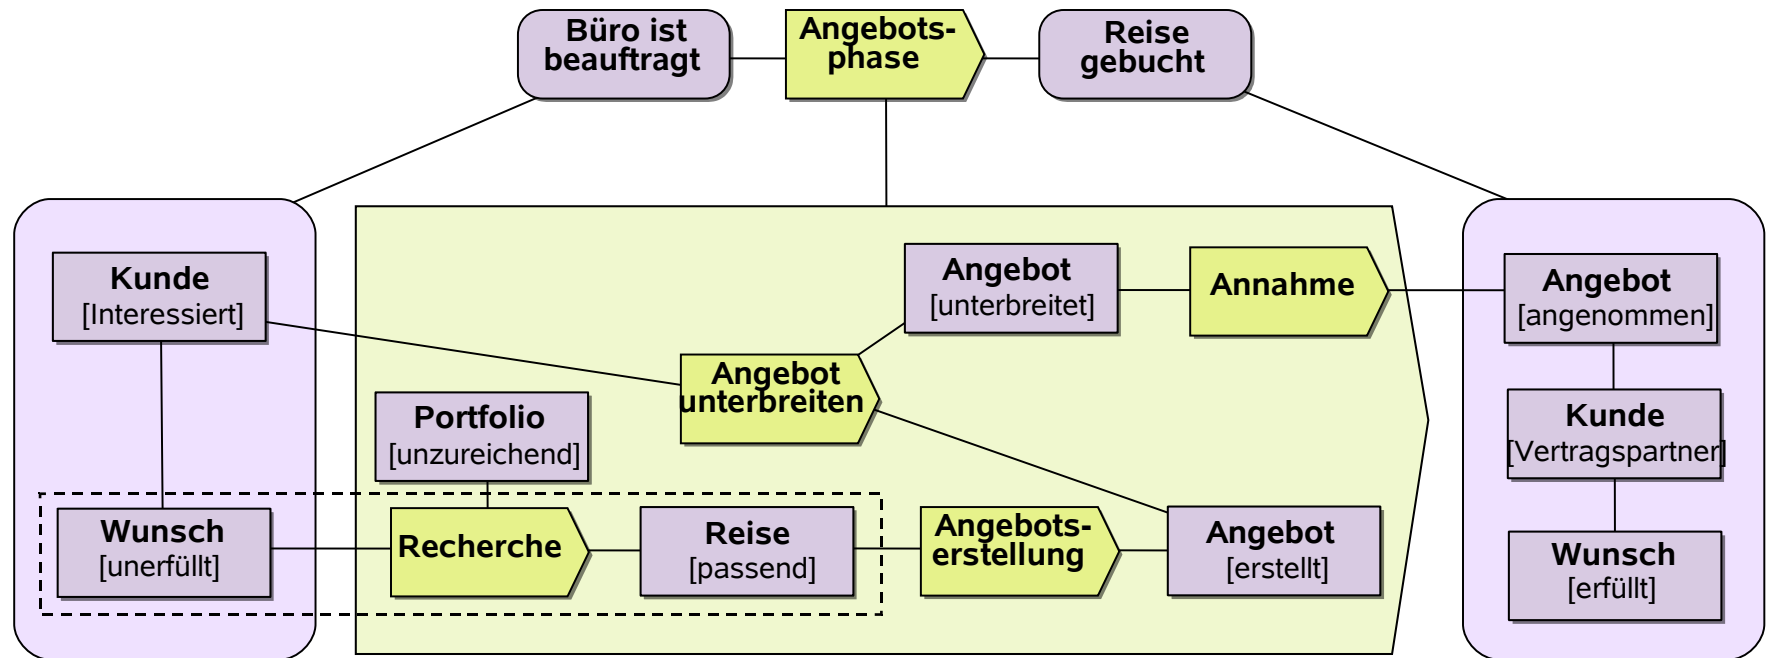 Büro ist
beauftragt
Angebots-
phase
Reise
gebucht
Kunde
[Interessiert]
Wunsch
[unerfüllt]
Portfolio
[unzureichend]
Recherche
Reise
[passend]
Angebot
unterbreiten
Angebot
[unterbreitet]
Annahme
Angebots-
erstellung
Angebot
[erstellt]
Angebot
[angenommen]
Kunde
[Vertragspartner]
Wunsch
[erfüllt]